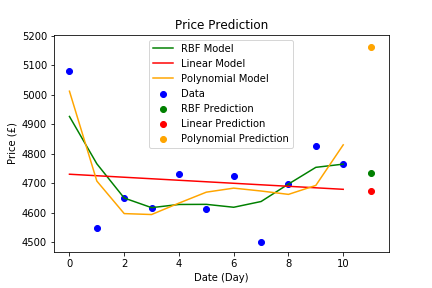 Price Prediction
5200
5100
5000
4900
4800
4700
4600
4500
Price (£)
RBF Model
Linear Model
Polynomial Model
Data
RBF Prediction
Linear Prediction
Polynomial Prediction
0 2 4 6 8 10
Date (Day)